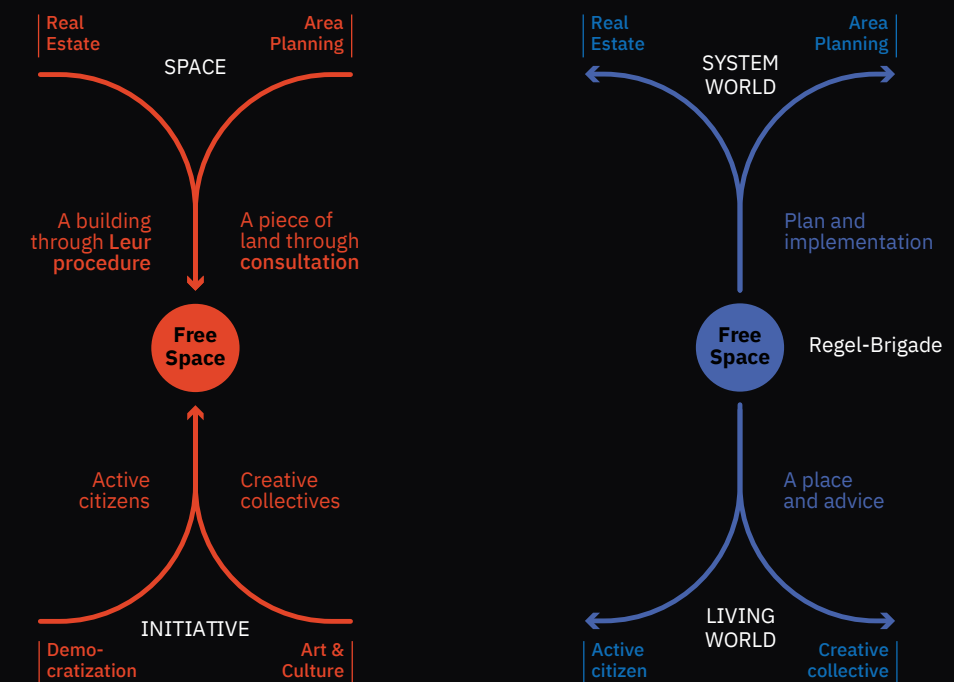 Real
Estate
Area
Planning
SPACE
A building
through Leur
procedure
A piece of
land through
consultation
Free
Space
Active
citizens
Creative
collectives
INITIATIVE
Demo-
cratization
Art &
Culture
Real
Estate
Area
Planning
SYSTEM
WORLD
Plan and
implementation
Free
Space
Regel-Brigade
A place
and advice
LIVING
WORLD
Active
citizen
Creative
collective